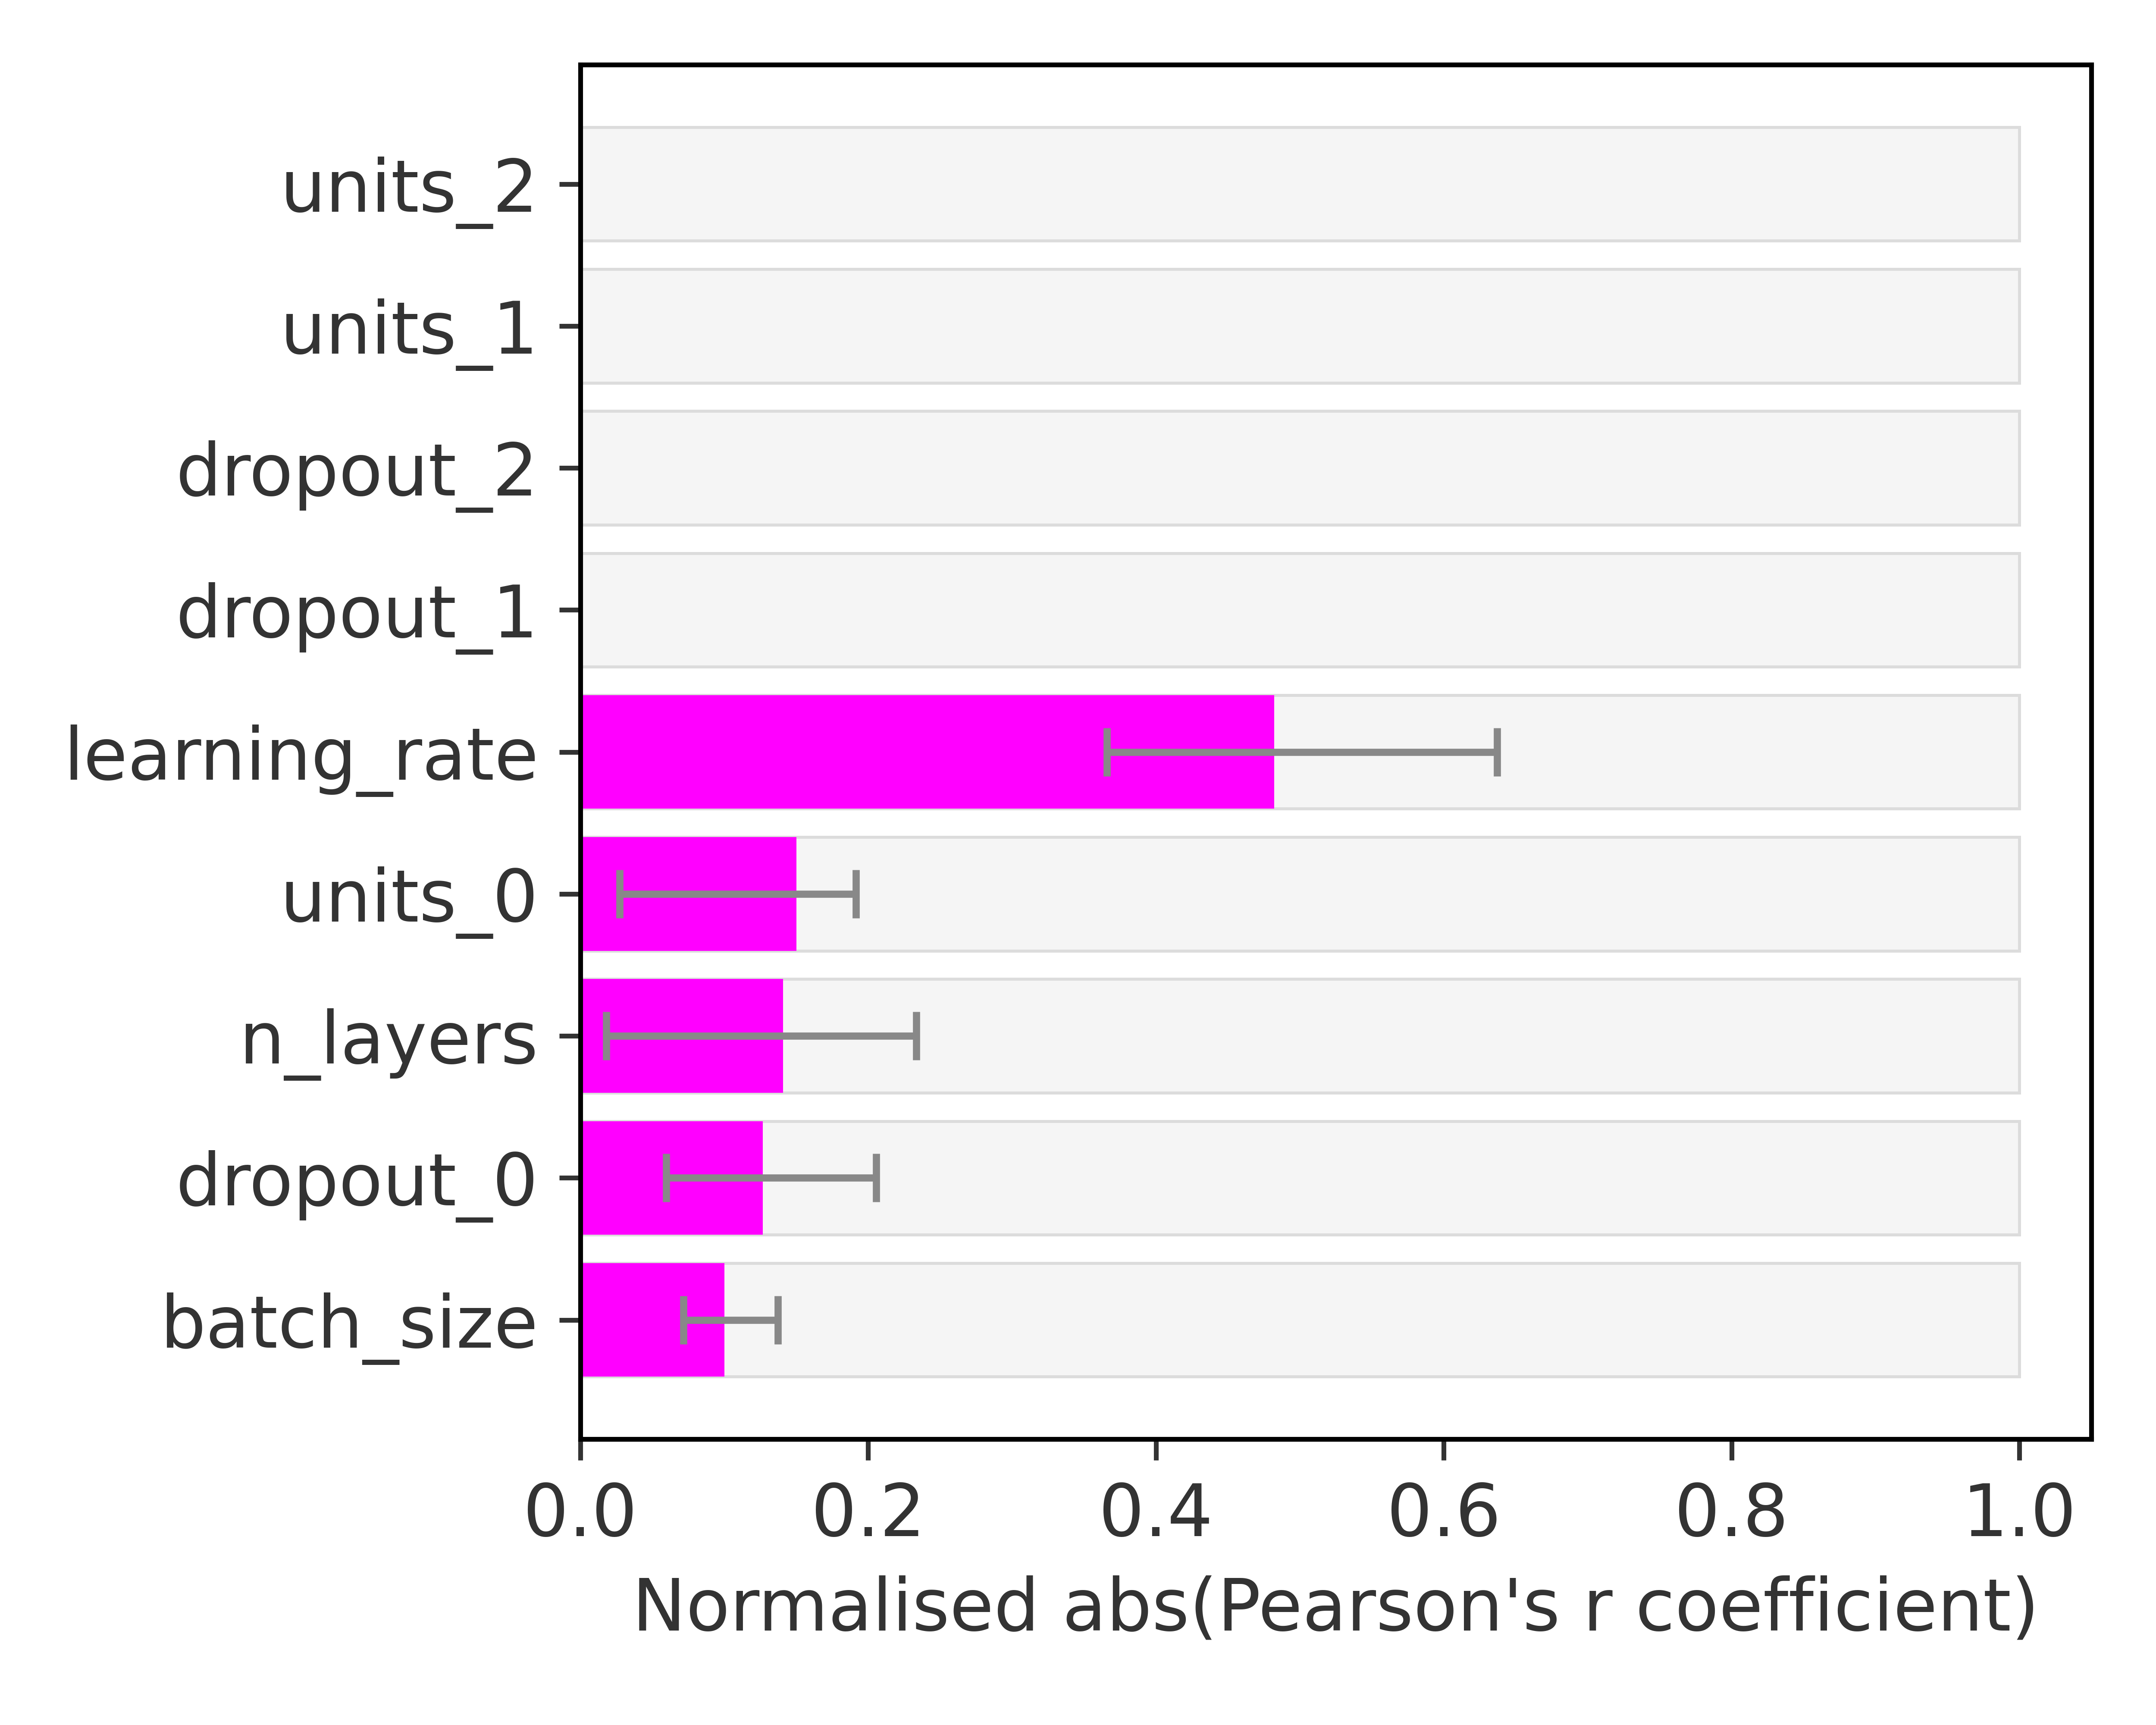 units_2
units_1
dropout_2
dropout_1
learning_rate
units_0
n_layers
dropout_0
batch_size
0.0 0.2 0.4 0.6 0.8 1.0
Normalised abs(Pearson's r coefficient)